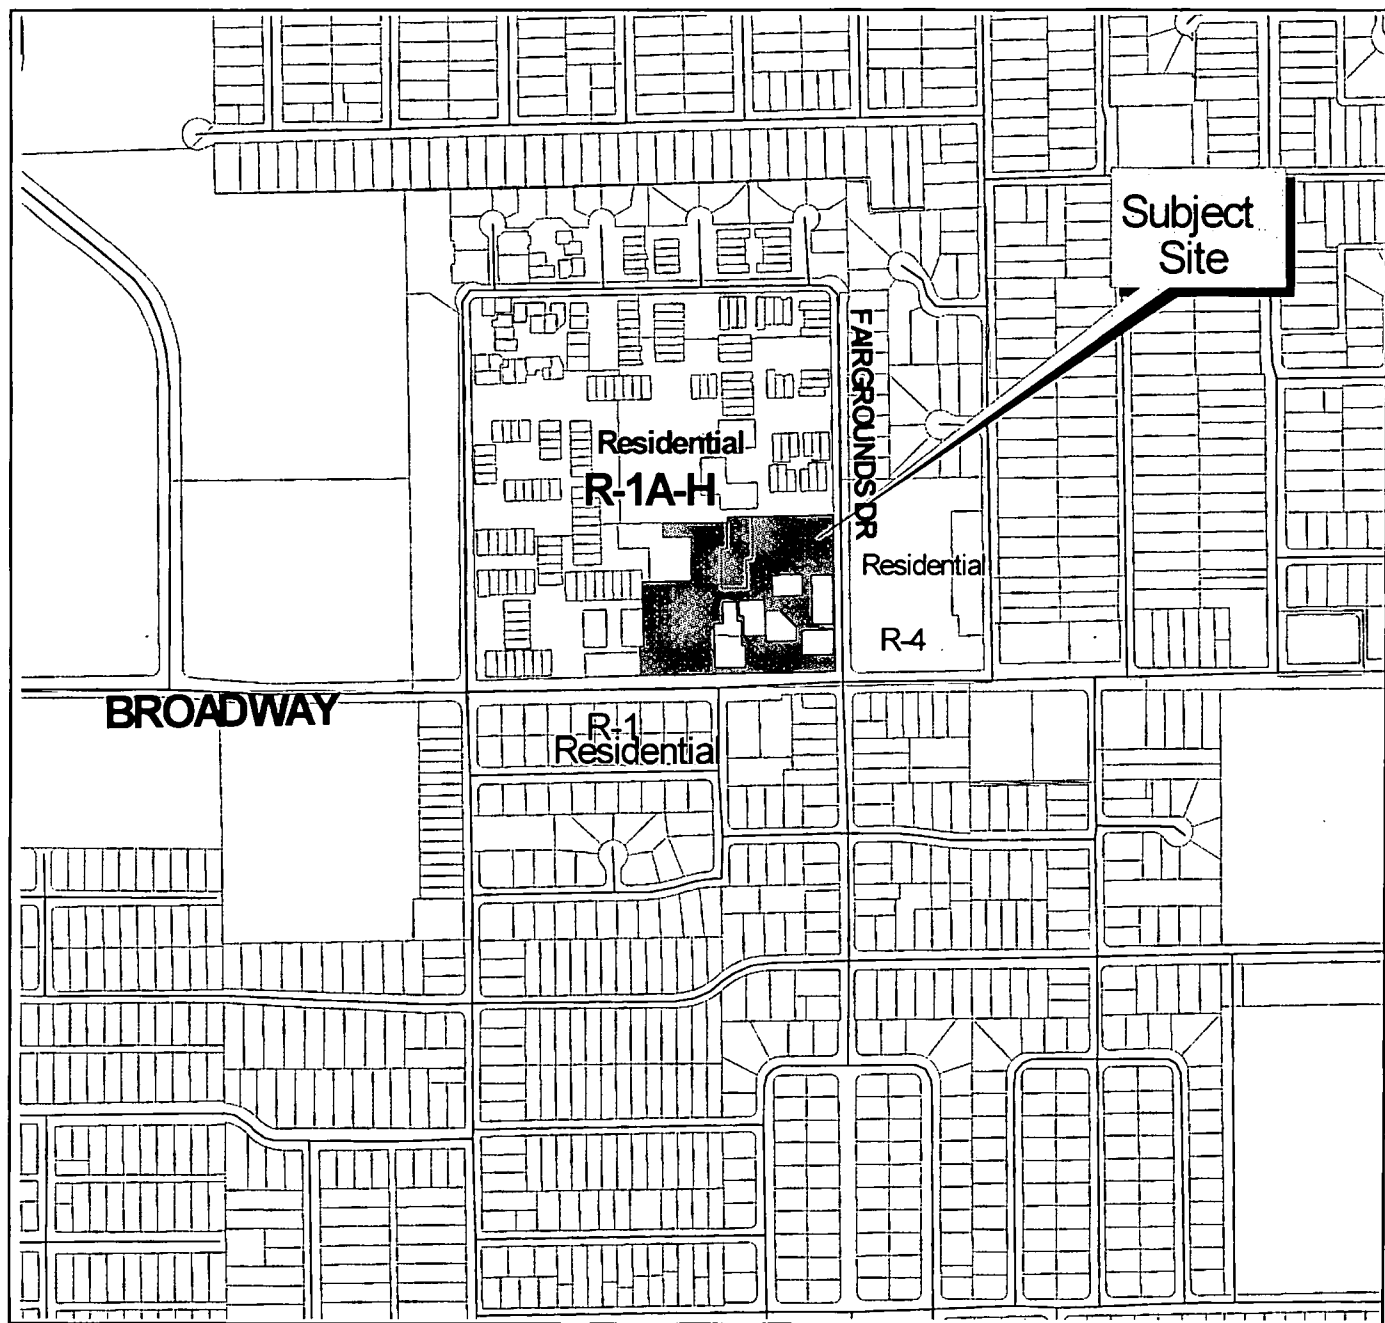 Subject
Site
FAIRGROUNDS DR
Residential
R-1A-H
Residential
R-4
BROADWAY
R-1
Residential